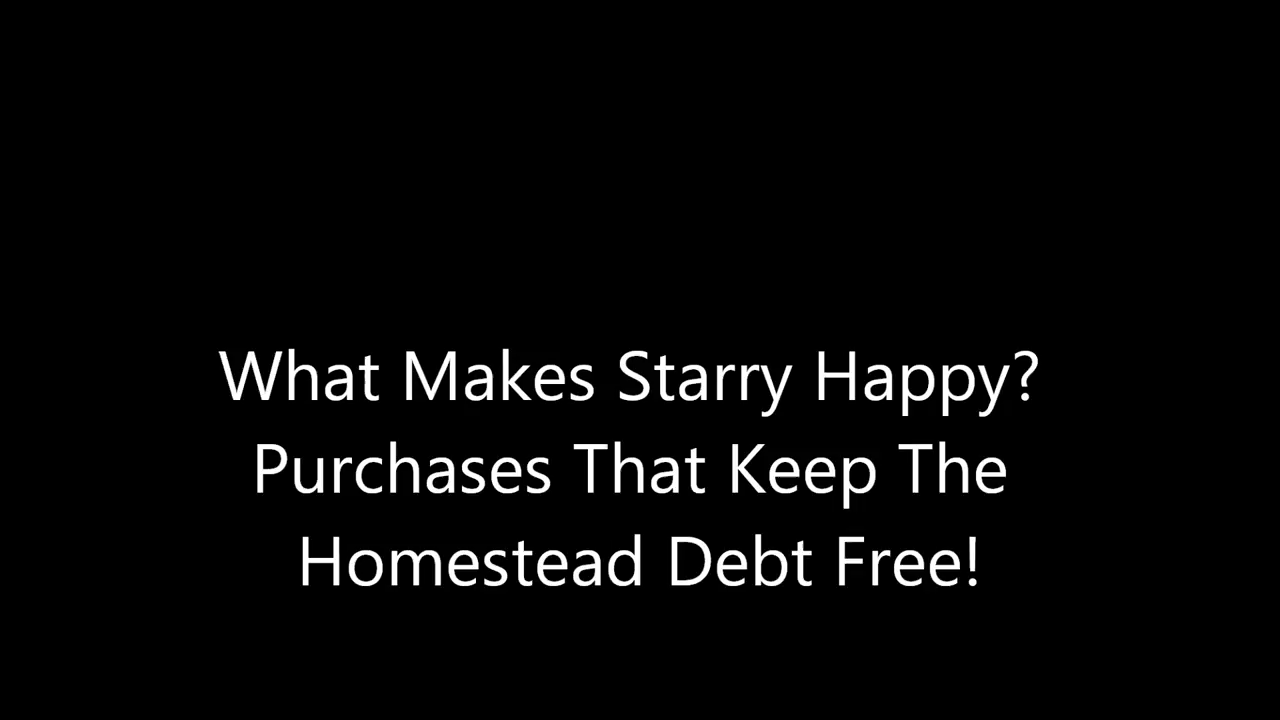 What Makes Starry Happy?
Purchases That Keep The
Homestead Debt Free!